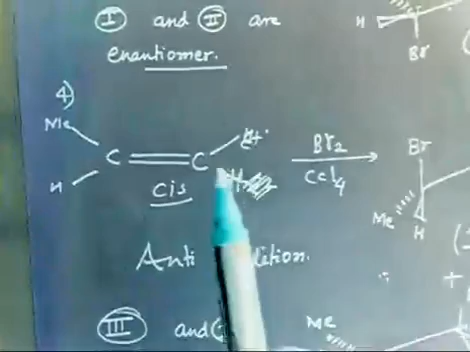 (I) and (II) are
enantiomer.
H
Br
4)
Me
Et
C = C
H
H
cis
Br2
CCl4
Br
Me
H
Anti
(III) and
Me
+